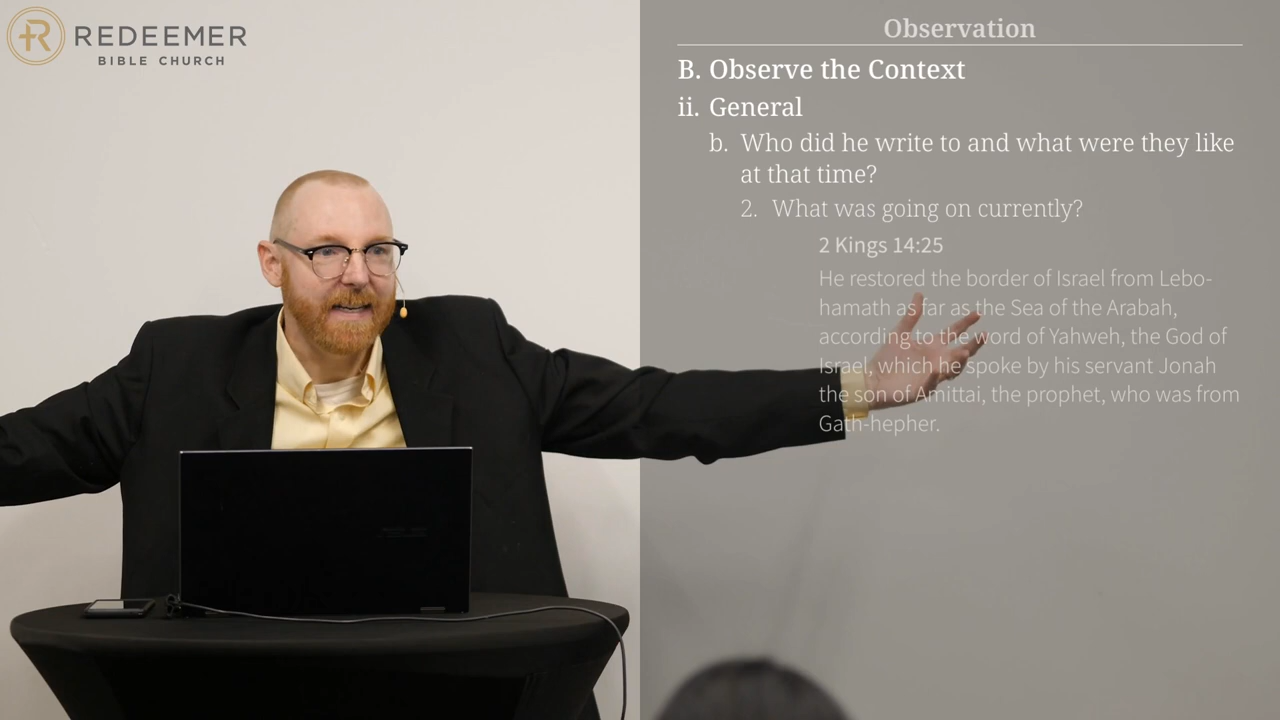 REDEEMER
BIBLE CHURCH
Observation
B. Observe the Context
ii. General
b. Who did he write to and what were they like
at that time?
2. What was going on currently?
2 Kings 14:25
He restored the border of Israel from Lebo-
hamath as far as the Sea of the Arabah,
according to the word of Yahweh, the God of
Israel, which he spoke by his servant Jonah
the son of Amittai, the prophet, who was from
Gath-hepher.